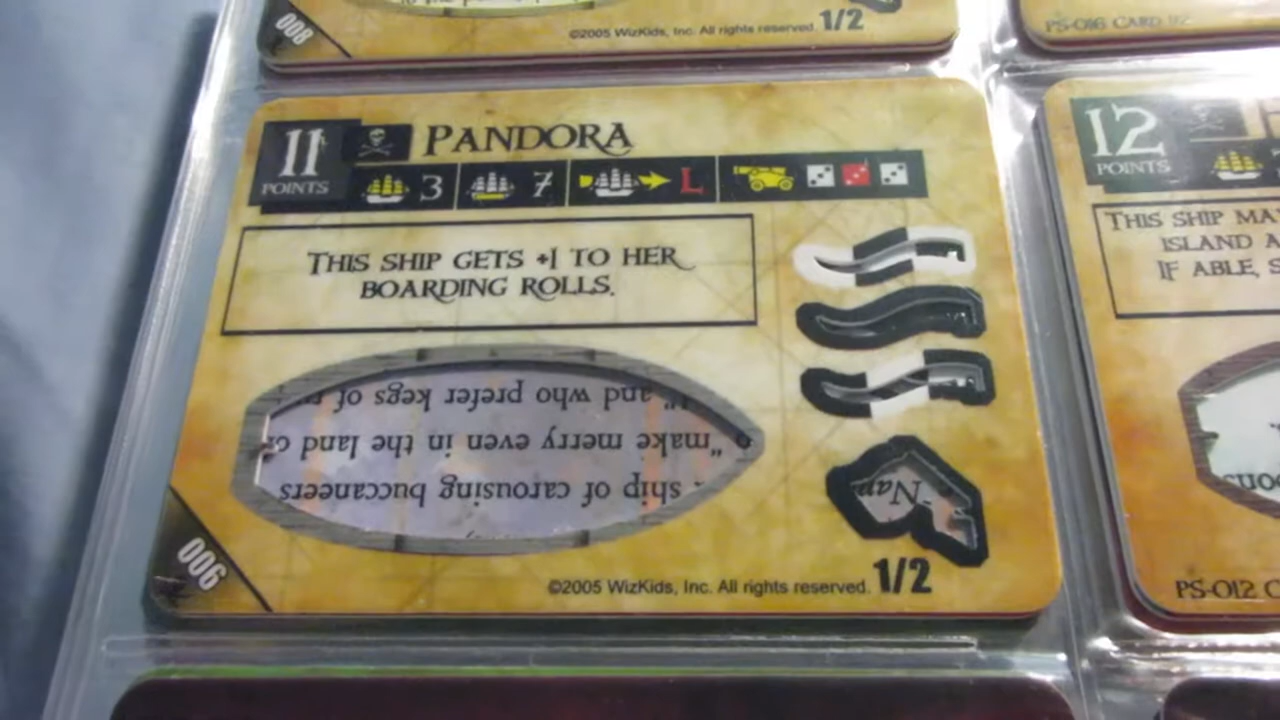 008
©2005 WizKids, Inc. All rights reserved. 1/2
PS-016 CARD 1/2
11
POINTS
PANDORA
3 7 L
THIS SHIP GETS +1 TO HER
BOARDING ROLLS.
and who prefer kegs of
"make merry even in the land o
ship of carousing buccaneers
Nam
006
©2005 WizKids, Inc. All rights reserved. 1/2
12
POINTS
THIS SHIP MA
ISLAND A
IF ABLE, S
PS-012 C